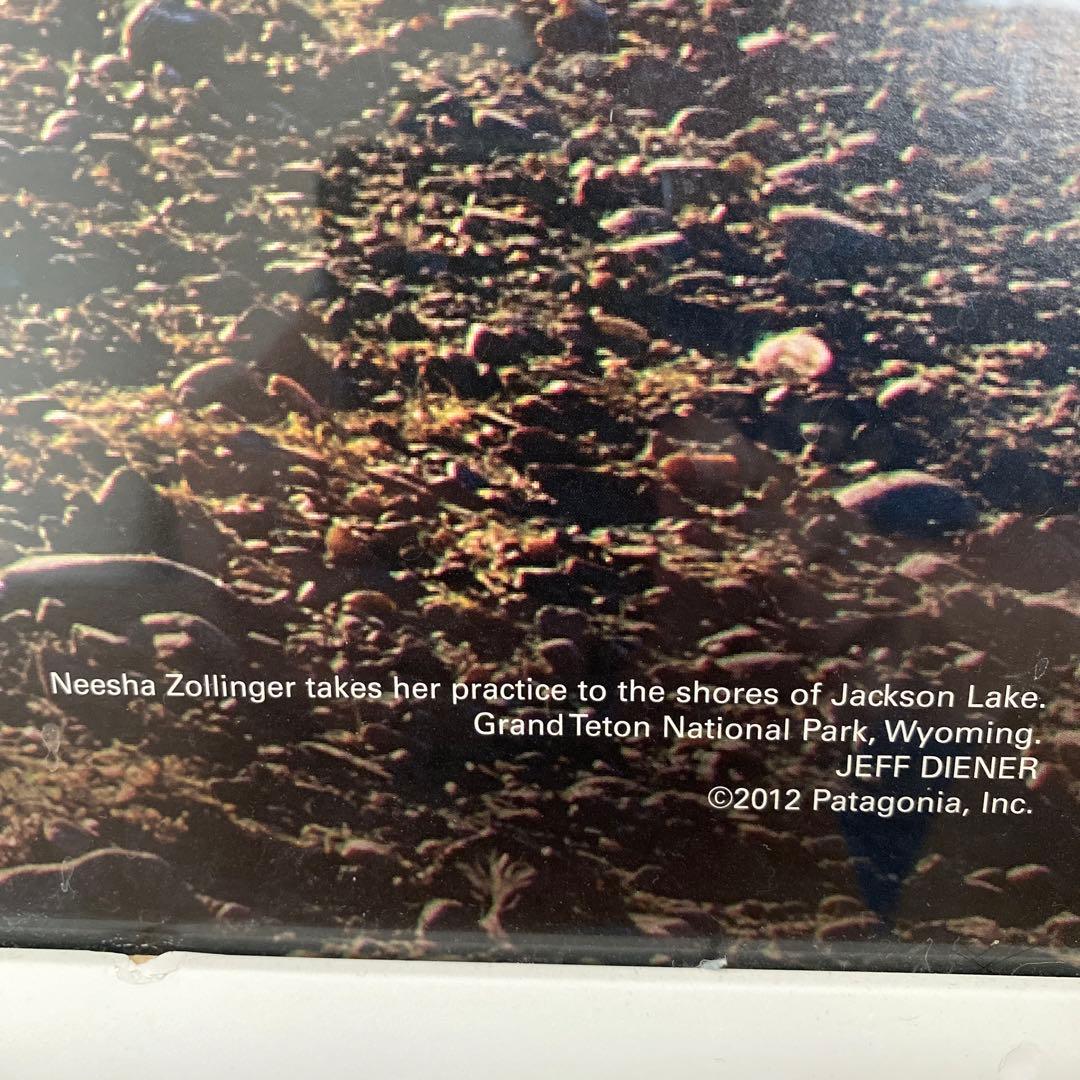 Neesha Zollinger takes her practice to the shores of Jackson Lake.
Grand Teton National Park, Wyoming.
JEFF DIENER
©2012 Patagonia, Inc.